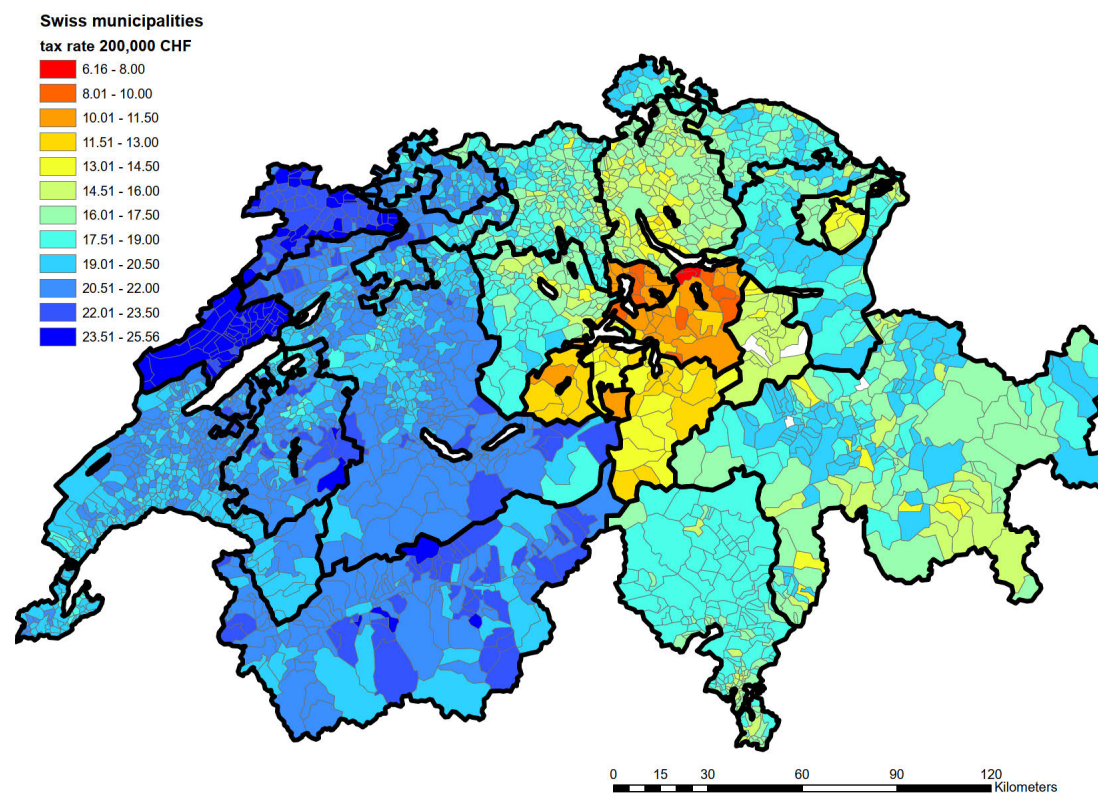 Swiss municipalities
tax rate 200,000 CHF
6.16 - 8.00
8.01 - 10.00
10.01 - 11.50
11.51 - 13.00
13.01 - 14.50
14.51 - 16.00
16.01 - 17.50
17.51 - 19.00
19.01 - 20.50
20.51 - 22.00
22.01 - 23.50
23.51 - 25.56
0 15 30 60 90 120
Kilometers